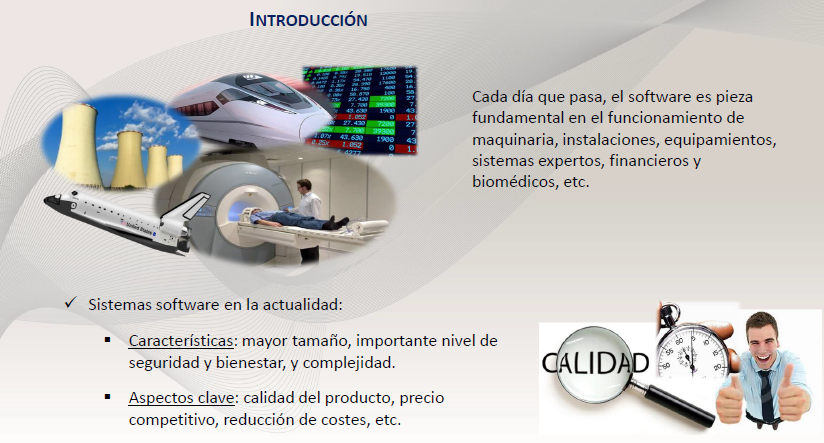 INTRODUCCIÓN
Cada día que pasa, el software es pieza
fundamental en el funcionamiento de
maquinaria, instalaciones, equipamientos,
sistemas expertos, financieros y
biomédicos, etc.
✓ Sistemas software en la actualidad:
▪ Características: mayor tamaño, importante nivel de
seguridad y bienestar, y complejidad.
▪ Aspectos clave: calidad del producto, precio
competitivo, reducción de costes, etc.
CALIDAD